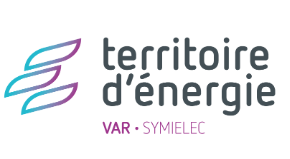 territoire
d'énergie
VAR • SYMIELEC